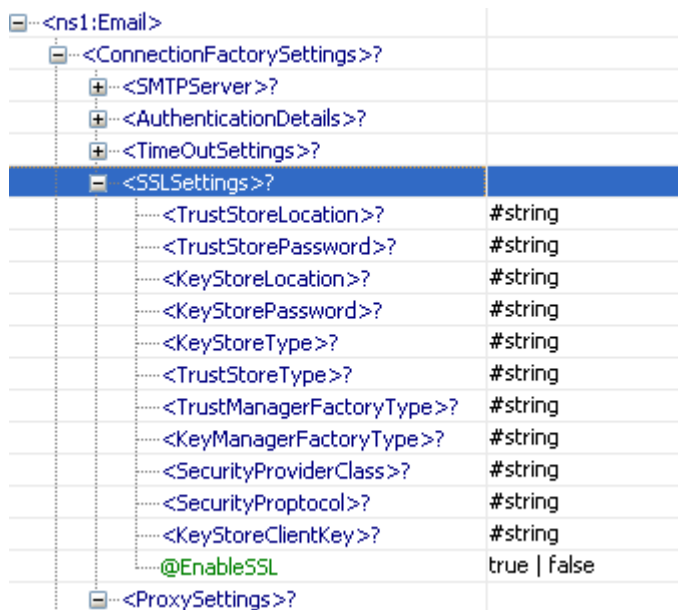 <ns1:Email>
<ConnectionFactorySettings>?
<SMTPServer>?
<AuthenticationDetails>?
<TimeOutSettings>?
<SSLSettings>?
<TrustStoreLocation>? #string
<TrustStorePassword>? #string
<KeyStoreLocation>? #string
<KeyStorePassword>? #string
<KeyStoreType>? #string
<TrustStoreType>? #string
<TrustManagerFactoryType>? #string
<KeyManagerFactoryType>? #string
<SecurityProviderClass>? #string
<SecurityProptocol>? #string
<KeyStoreClientKey>? #string
@EnableSSL true | false
<ProxySettings>?